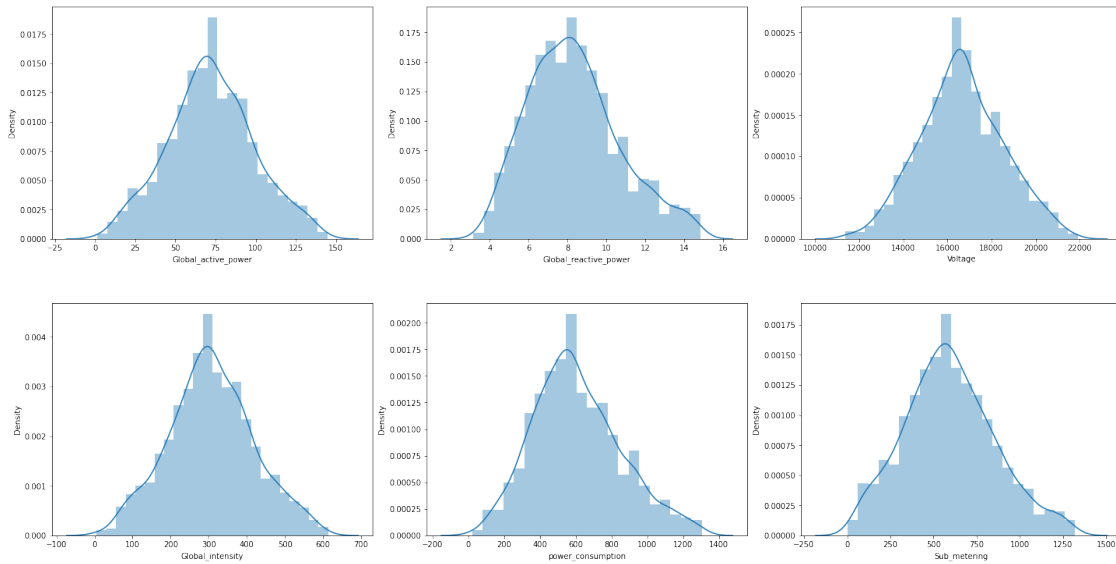 Density
0.0175
0.0150
0.0125
0.0100
0.0075
0.0050
0.0025
0.0000
−25 0 25 50 75 100 125 150
Global_active_power
Density
0.175
0.150
0.125
0.100
0.075
0.050
0.025
0.000
2 4 6 8 10 12 14 16
Global_reactive_power
Density
0.00025
0.00020
0.00015
0.00010
0.00005
0.00000
10000 12000 14000 16000 18000 20000 22000
Voltage
Density
0.004
0.003
0.002
0.001
0.000
−100 0 100 200 300 400 500 600 700
Global_intensity
Density
0.00200
0.00175
0.00150
0.00125
0.00100
0.00075
0.00050
0.00025
0.00000
−200 0 200 400 600 800 1000 1200 1400
power_consumption
Density
0.00175
0.00150
0.00125
0.00100
0.00075
0.00050
0.00025
0.00000
−250 0 250 500 750 1000 1250 1500
Sub_metering